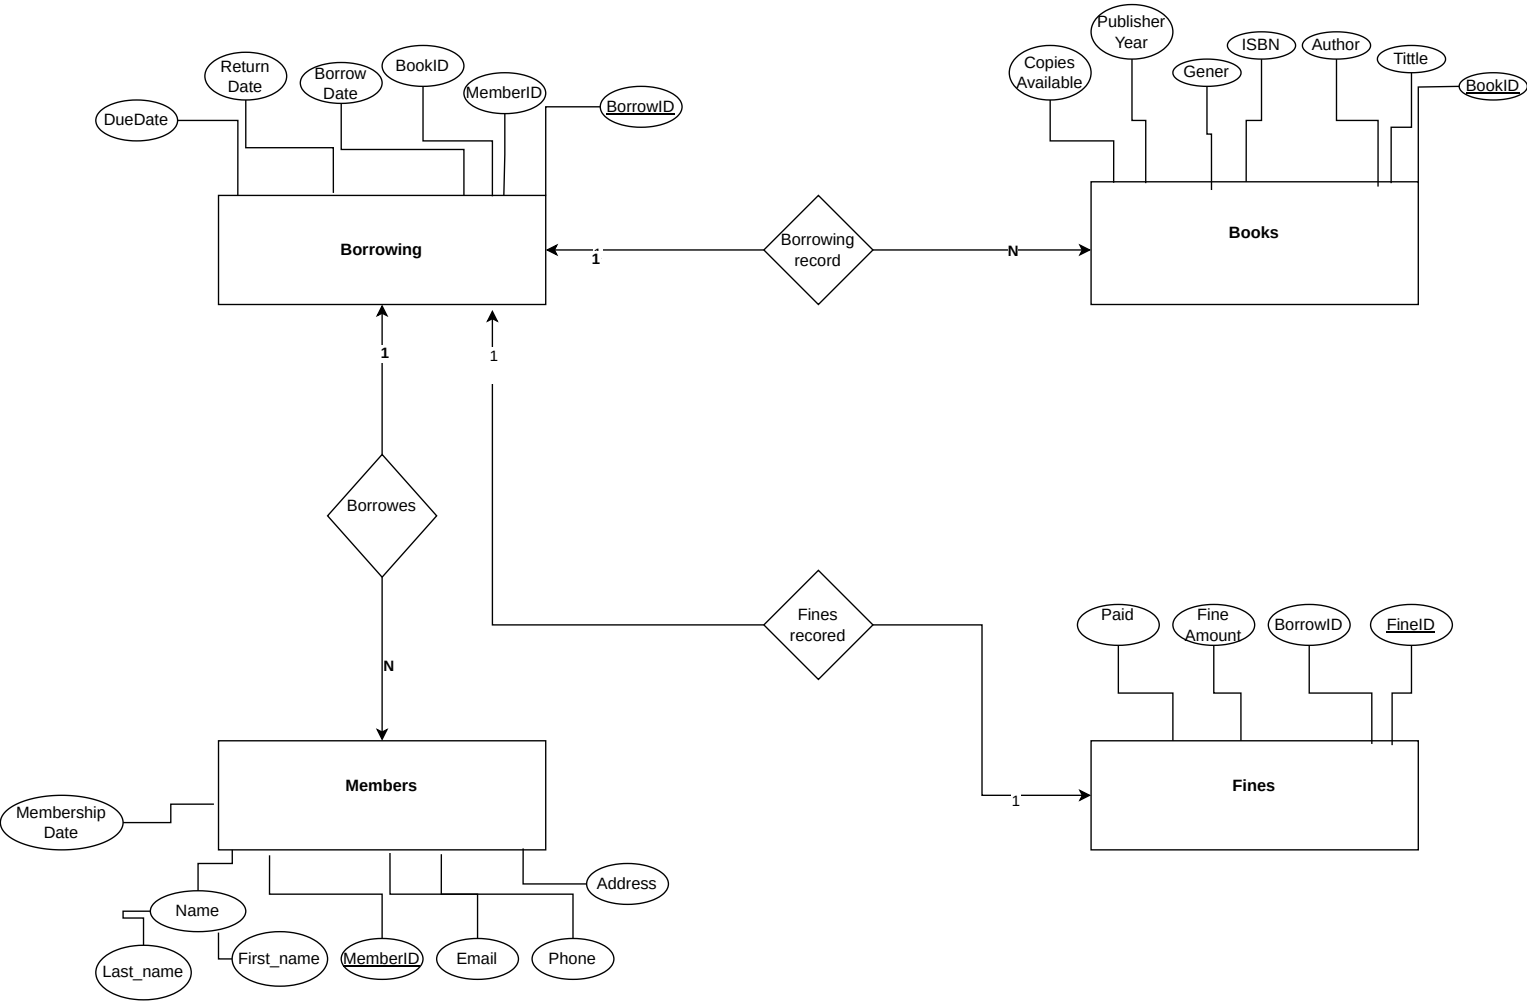 Publisher
Year
ISBN
Author
Tittle
Copies
Available
Gener
BookID
Return
Date
Borrow
Date
BookID
MemberID
BorrowID
DueDate
Borrowing
Borrowing
record
Books
1
N
1
1
Borrowes
N
Fines
recored
Paid
Fine
Amount
BorrowID
FineID
1
Members
Fines
Membership
Date
Address
Name
Last_name
First_name
MemberID
Email
Phone